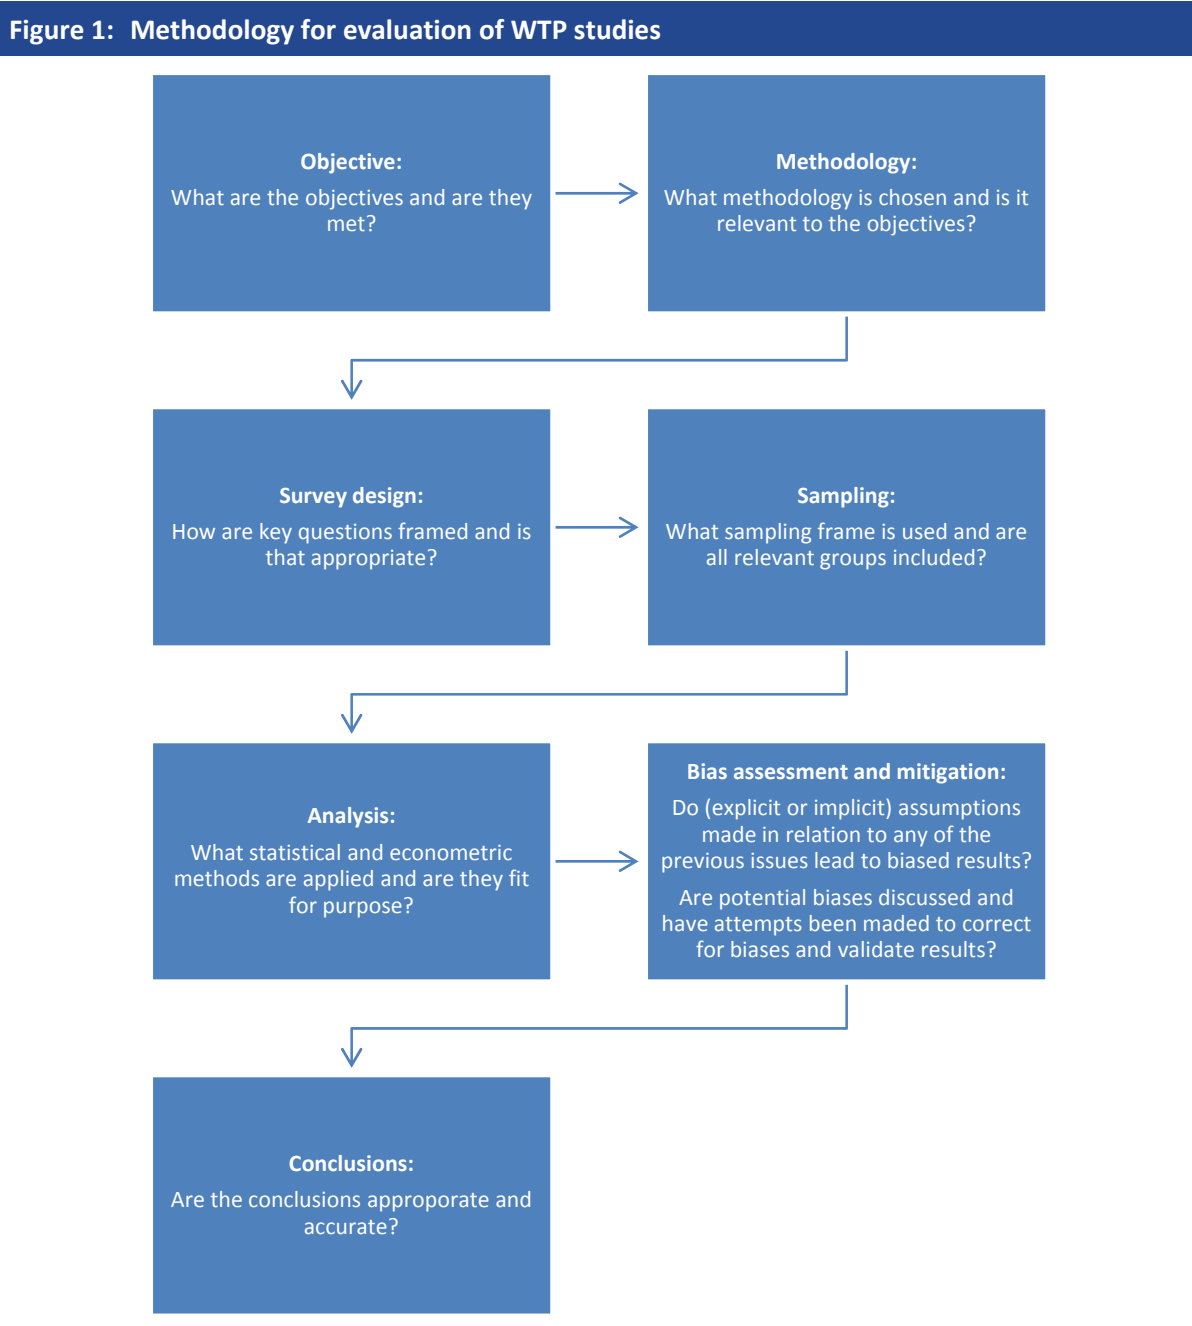 Figure 1: Methodology for evaluation of WTP studies
Objective:
What are the objectives and are they
met?
Methodology:
What methodology is chosen and is it
relevant to the objectives?
Survey design:
How are key questions framed and is
that appropriate?
Sampling:
What sampling frame is used and are
all relevant groups included?
Analysis:
What statistical and econometric
methods are applied and are they fit
for purpose?
Bias assessment and mitigation:
Do (explicit or implicit) assumptions
made in relation to any of the
previous issues lead to biased results?
Are potential biases discussed and
have attempts been maded to correct
for biases and validate results?
Conclusions:
Are the conclusions approporate and
accurate?